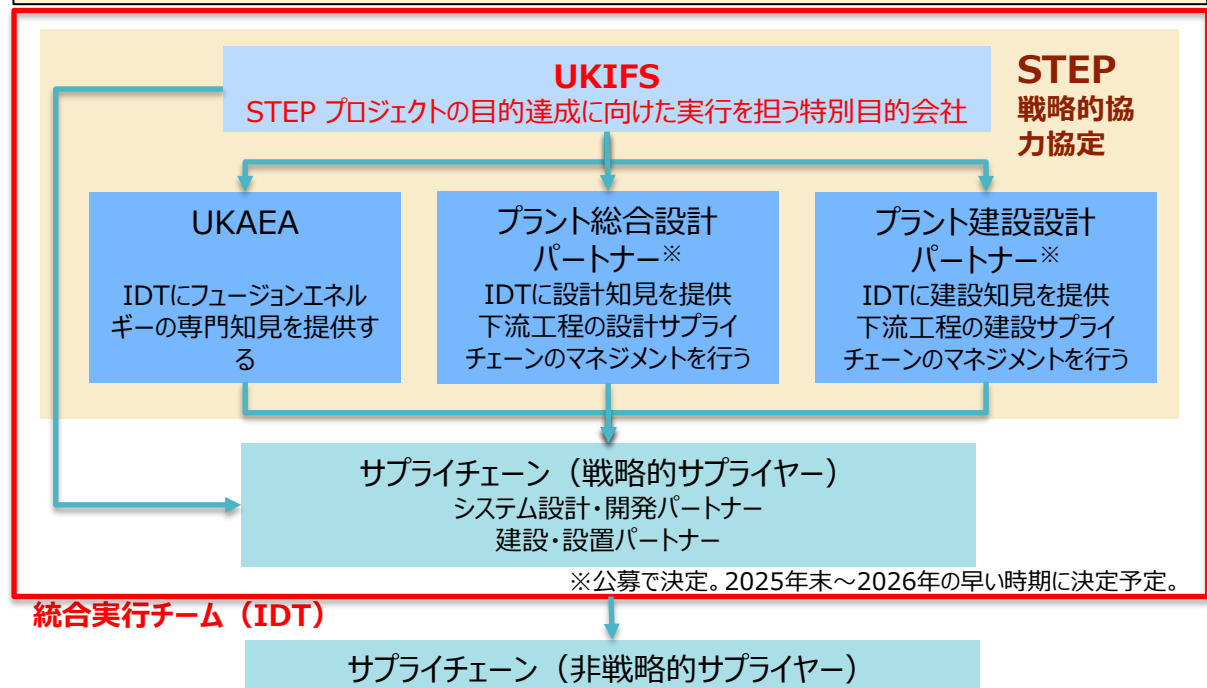 UKIFS
STEP プロジェクトの目的達成に向けた実行を担う特別目的会社
STEP
戦略的協
力協定
UKAEA
IDTにフュージョンエネル
ギーの専門知見を提供す
る
プラント総合設計
パートナー※
IDTに設計知見を提供
下流工程の設計サプライ
チェーンのマネジメントを行う
プラント建設設計
パートナー※
IDTに建設知見を提供
下流工程の建設サプライ
チェーンのマネジメントを行う
サプライチェーン（戦略的サプライヤー）
システム設計・開発パートナー
建設・設置パートナー
※公募で決定。2025年末～2026年の早い時期に決定予定。
統合実行チーム（IDT）
サプライチェーン（非戦略的サプライヤー）